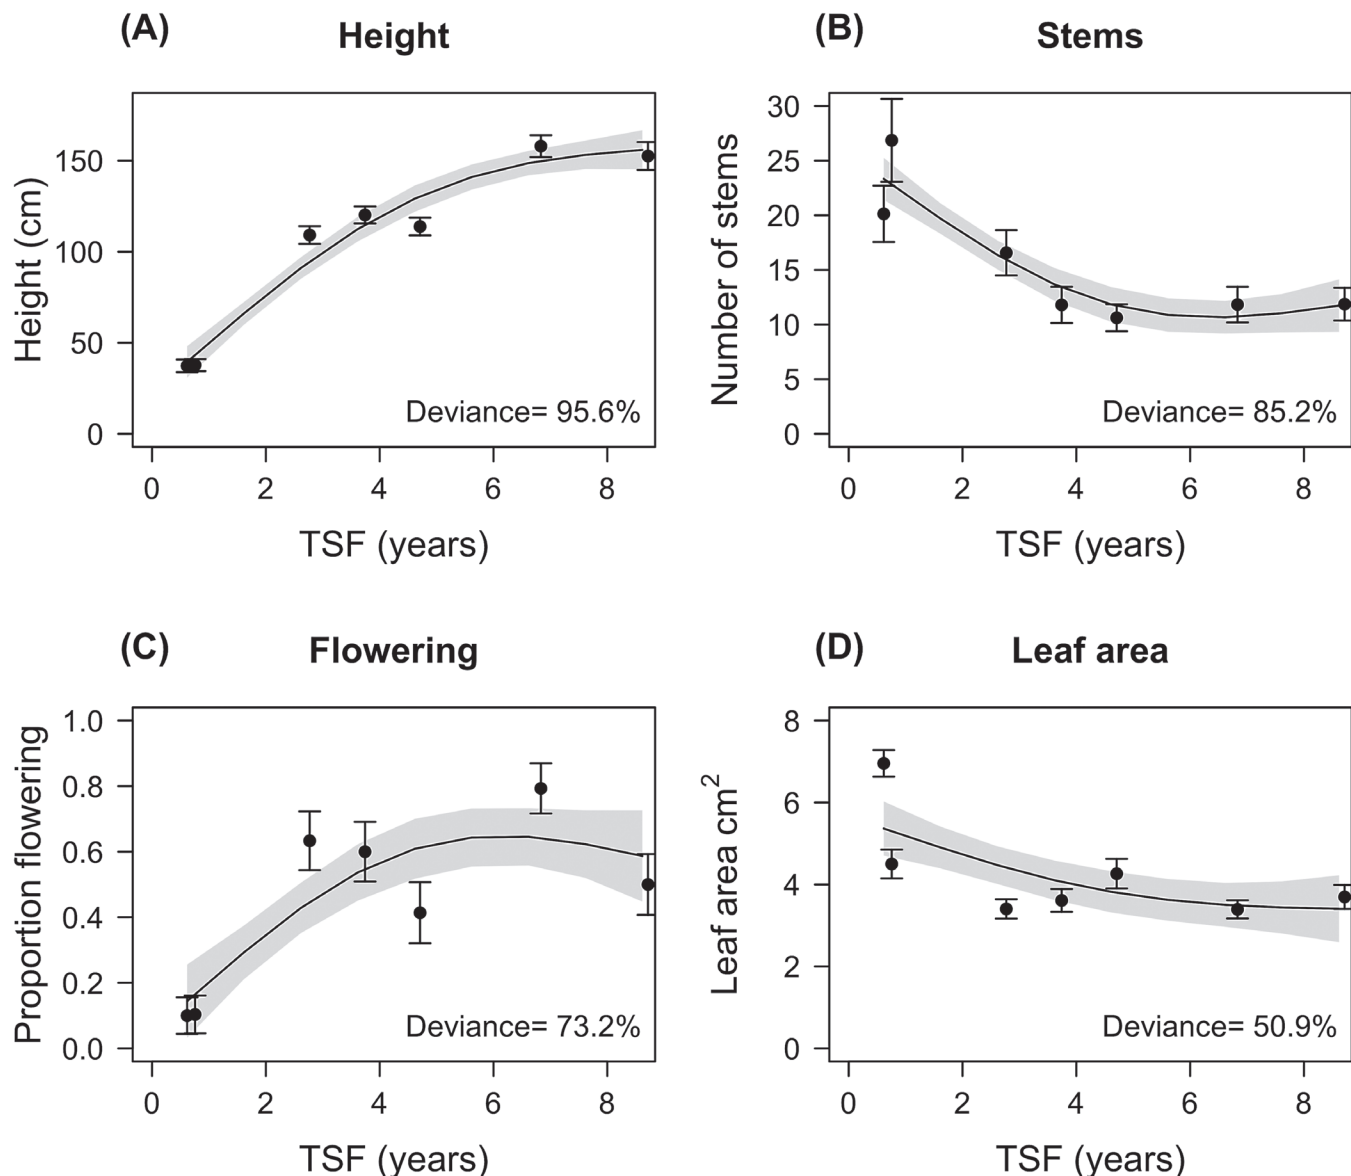 (A) Height
Height (cm)
150
100
50
0
Deviance= 95.6%
0 2 4 6 8
TSF (years)
(B) Stems
Number of stems
30
25
20
15
10
5
0
Deviance= 85.2%
0 2 4 6 8
TSF (years)
(C) Flowering
Proportion flowering
1.0
0.8
0.6
0.4
0.2
0.0
Deviance= 73.2%
0 2 4 6 8
TSF (years)
(D) Leaf area
Leaf area cm²
8
6
4
2
0
Deviance= 50.9%
0 2 4 6 8
TSF (years)